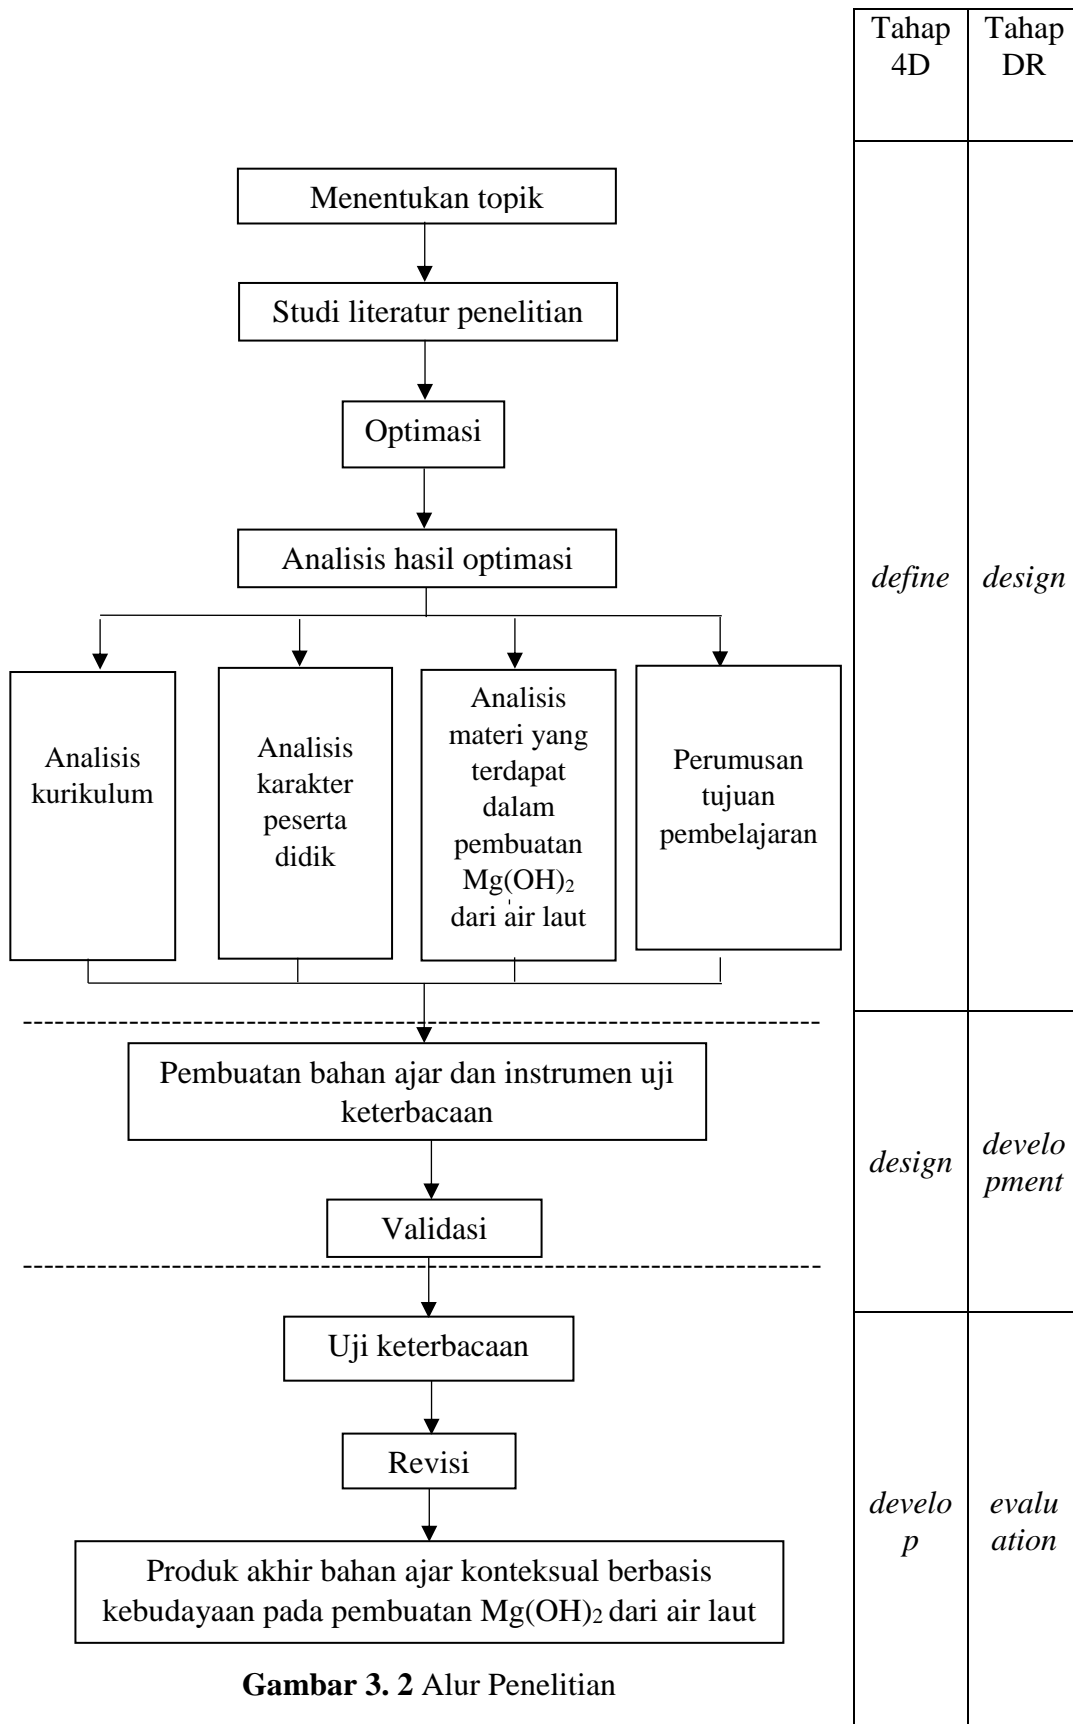 Tahap
4D
Tahap
DR
Menentukan topik
Studi literatur penelitian
Optimasi
Analisis hasil optimasi
define
design
Analisis
kurikulum
Analisis
karakter
peserta
didik
Analisis
materi yang
terdapat
dalam
pembuatan
Mg(OH)₂
dari air laut
Perumusan
tujuan
pembelajaran
Pembuatan bahan ajar dan instrumen uji
keterbacaan
Validasi
design
develo
pment
Uji keterbacaan
Revisi
Produk akhir bahan ajar konteksual berbasis
kebudayaan pada pembuatan Mg(OH)₂ dari air laut
develo
p
evalu
ation
Gambar 3. 2 Alur Penelitian